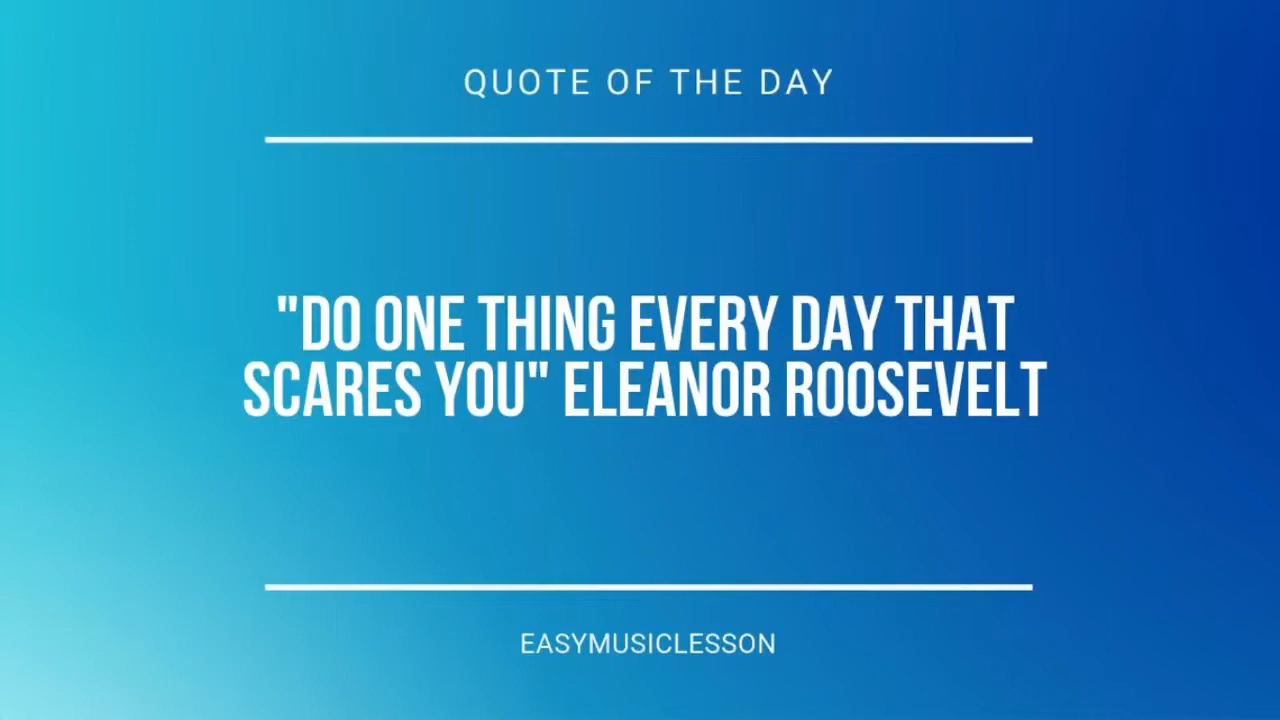 QUOTE OF THE DAY
"DO ONE THING EVERY DAY THAT
SCARES YOU" ELEANOR ROOSEVELT
EASYMUSICLESSON